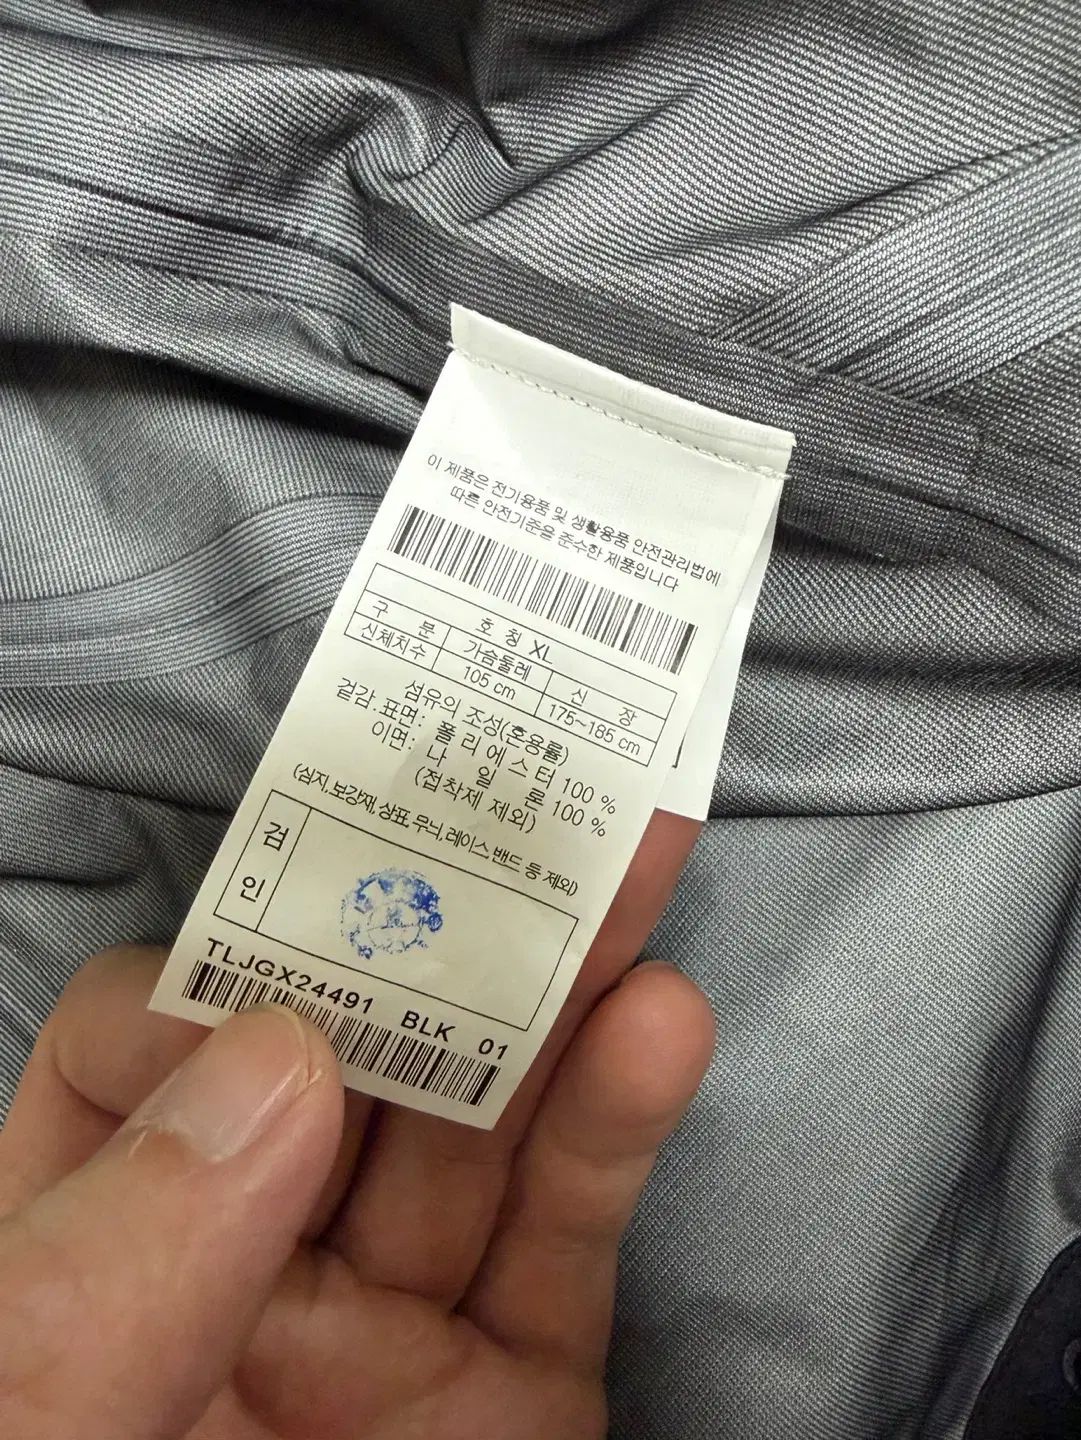 이 제품은 전기용품 및 생활용품 안전관리법에
따른 안전기준을 준수한 제품입니다
호 칭 XL
구 분 가슴둘레 신 장
신체치수 105 cm 175~185 cm
섬유의 조성(혼용률)
겉감 표면: 폴 리 에 스 터 100 %
이면: 나 일 론 100 %
(접착제 제외)
(심지, 보강재, 상표, 무늬, 레이스, 밴드 등 제외)
검
인
TLJGX24491 BLK 01